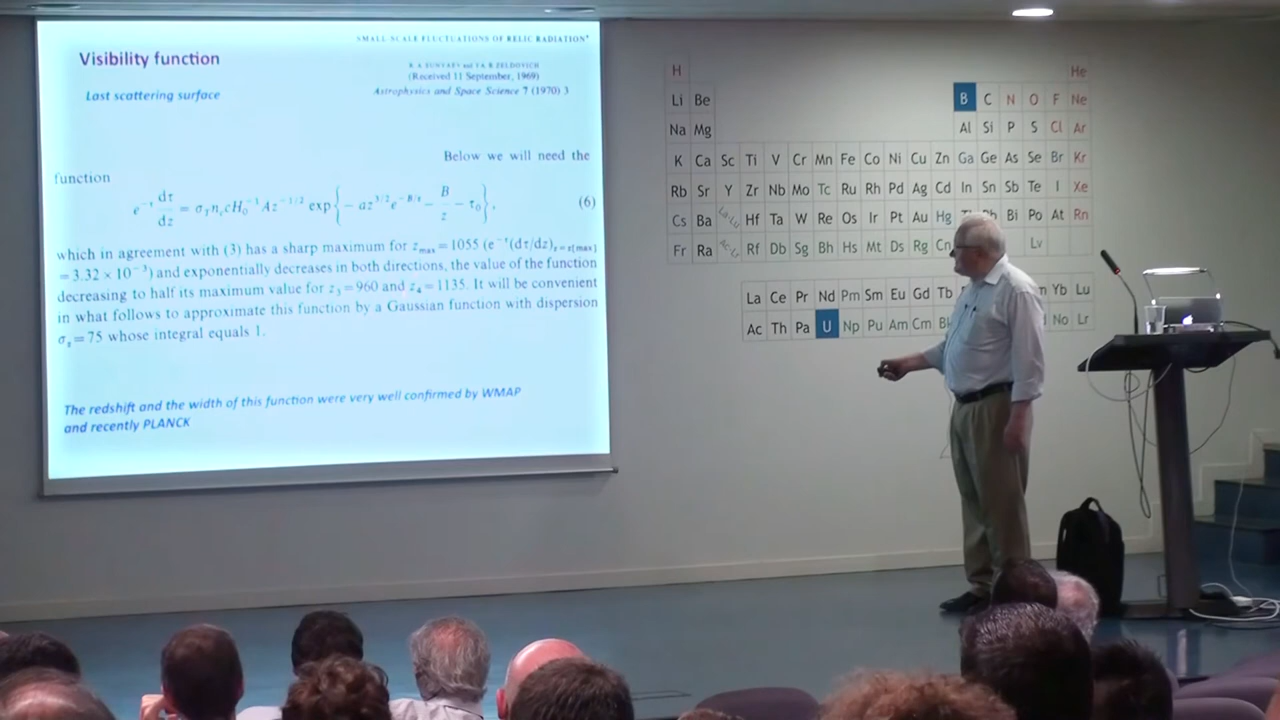 SMALL-SCALE FLUCTUATIONS OF RELIC RADIATION*
Visibility function
R. A. SUNYAEV and YA. B. ZELDOVICH
(Received 11 September, 1969)
Last scattering surface
Astrophysics and Space Science 7 (1970) 3
Below we will need the
function
e^{-τ} dτ/dz = σ_T n_c c H_0^{-1} A z^{-1/2} exp{ - a z^{3/2} e^{-B/z} - B/z - τ_0 }, (6)
which in agreement with (3) has a sharp maximum for z_max = 1055 (e^{-τ}(dτ/dz)_{z=z[max]}
= 3.32 × 10^{-3}) and exponentially decreases in both directions, the value of the function
decreasing to half its maximum value for z_3 = 960 and z_4 = 1135. It will be convenient
in what follows to approximate this function by a Gaussian function with dispersion
σ_z = 75 whose integral equals 1.
The redshift and the width of this function were very well confirmed by WMAP
and recently PLANCK
H He
Li Be B C N O F Ne
Na Mg Al Si P S Cl Ar
K Ca Sc Ti V Cr Mn Fe Co Ni Cu Zn Ga Ge As Se Br Kr
Rb Sr Y Zr Nb Mo Tc Ru Rh Pd Ag Cd In Sn Sb Te I Xe
Cs Ba La-Lu Hf Ta W Re Os Ir Pt Au Hg Bi Po At Rn
Fr Ra Ac-Lr Rf Db Sg Bh Hs Mt Ds Rg Cn Lv
La Ce Pr Nd Pm Sm Eu Gd Tb Yb Lu
Ac Th Pa U Np Pu Am Cm No Lr